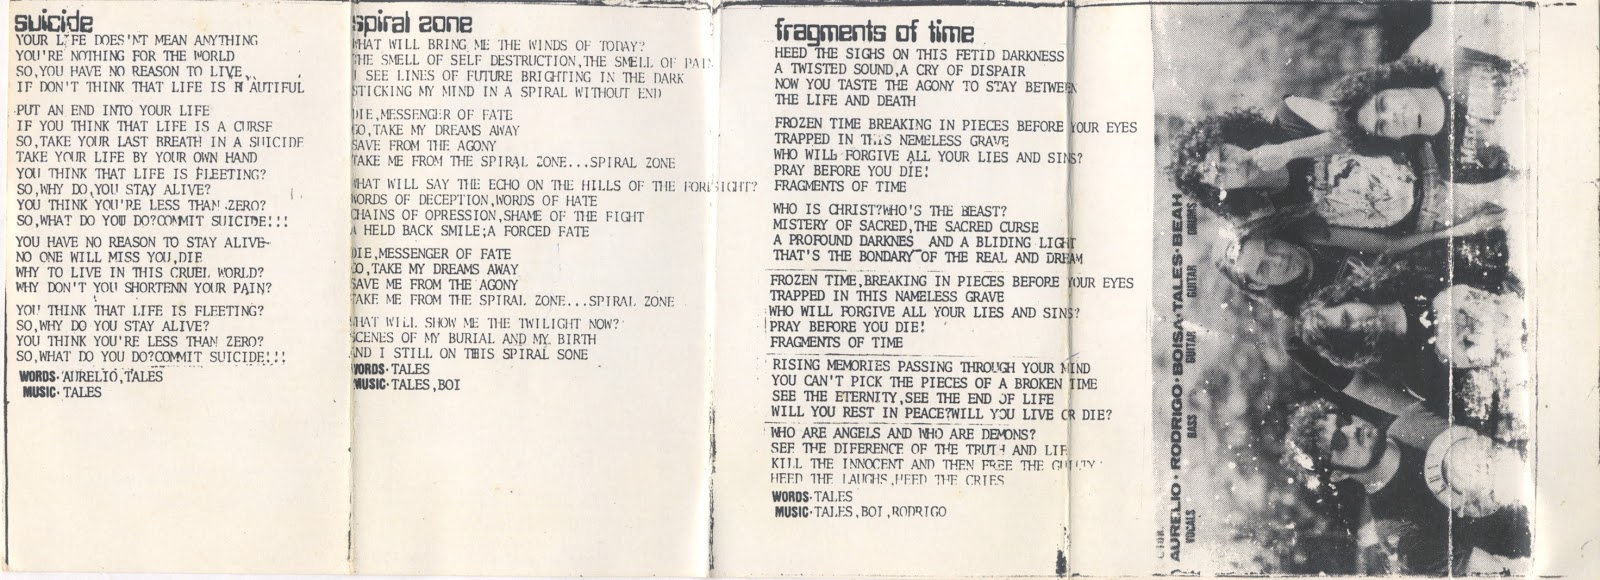 suicide
YOUR LIFE DOES'NT MEAN ANYTHING
YOU'RE NOTHING FOR THE WORLD
SO,YOU HAVE NO REASON TO LIVE,
IF DON'T THINK THAT LIFE IS BEAUTIFUL
PUT AN END INTO YOUR LIFE
IF YOU THINK THAT LIFE IS A CURSE
SO,TAKE YOUR LAST BREATH IN A SUICIDE
TAKE YOUR LIFE BY YOUR OWN HAND
YOU THINK THAT LIFE IS FLEETING?
SO,WHY DO,YOU STAY ALIVE?
YOU THINK YOU'RE LESS THAN ZERO?
SO,WHAT DO YOU DO?COMMIT SUICIDE!!!
YOU HAVE NO REASON TO STAY ALIVE
NO ONE WILL MISS YOU,DIE
WHY TO LIVE IN THIS CRUEL WORLD?
WHY DON'T YOU SHORTENN YOUR PAIN?
YOU THINK THAT LIFE IS FLEETING?
SO,WHY DO YOU STAY ALIVE?
YOU THINK YOU'RE LESS THAN ZERO?
SO,WHAT DO YOU DO?COMMIT SUICIDE!!!
WORDS· AURELIO,TALES
MUSIC· TALES
spiral zone
WHAT WILL BRING ME THE WINDS OF TODAY?
THE SMELL OF SELF DESTRUCTION,THE SMELL OF PAIN
I SEE LINES OF FUTURE BRIGHTING IN THE DARK
STICKING MY MIND IN A SPIRAL WITHOUT END
DIE,MESSENGER OF FATE
GO,TAKE MY DREAMS AWAY
SAVE FROM THE AGONY
TAKE ME FROM THE SPIRAL ZONE...SPIRAL ZONE
WHAT WILL SAY THE ECHO ON THE HILLS OF THE FORESIGHT?
WORDS OF DECEPTION,WORDS OF HATE
CHAINS OF OPRESSION,SHAME OF THE FIGHT
A HELD BACK SMILE;A FORCED FATE
DIE,MESSENGER OF FATE
GO,TAKE MY DREAMS AWAY
SAVE ME FROM THE AGONY
TAKE ME FROM THE SPIRAL ZONE...SPIRAL ZONE
WHAT WILL SHOW ME THE TWILIGHT NOW?
SCENES OF MY BURIAL AND MY BIRTH
AND I STILL ON THIS SPIRAL SONE
WORDS· TALES
MUSIC· TALES,BOI
fragments of time
HEED THE SIGHS ON THIS FETID DARKNESS
A TWISTED SOUND,A CRY OF DISPAIR
NOW YOU TASTE THE AGONY TO STAY BETWEEN
THE LIFE AND DEATH
FROZEN TIME BREAKING IN PIECES BEFORE YOUR EYES
TRAPPED IN THIS NEMELESS GRAVE
WHO WILL FORGIVE ALL YOUR LIES AND SINS?
PRAY BEFORE YOU DIE!
FRAGMENTS OF TIME
WHO IS CHRIST?WHO'S THE BEAST?
MISTERY OF SACRED,THE SACRED CURSE
A PROFOUND DARKNES AND A BLIDING LIGHT
THAT'S THE BONDARY OF THE REAL AND DREAM
FROZEN TIME,BREAKING IN PIECES BEFORE YOUR EYES
TRAPPED IN THIS NAMELESS GRAVE
WHO WILL FORGIVE ALL YOUR LIES AND SINS?
PRAY BEFORE YOU DIE!
FRAGMENTS OF TIME
RISING MEMORIES PASSING THROUGH YOUR MIND
YOU CAN'T PICK THE PIECES OF A BROKEN TIME
SEE THE ETERNITY,SEE THE END OF LIFE
WILL YOU REST IN PEACE?WILL YOU LIVE OR DIE?
WHO ARE ANGELS AND WHO ARE DEMONS?
SEE THE DIFERENCE OF THE TRUTH AND LIE
KILL THE INNOCENT AND THEN FREE THE GUILTY
HEED THE LAUGHS,HEED THE CRIES
WORDS· TALES
MUSIC· TALES,BOI,RODRIGO
AURELIO · RODRIGO · BOISA · TALES · BEAH
VOCALS BASS GUITAR GUITAR DRUMS